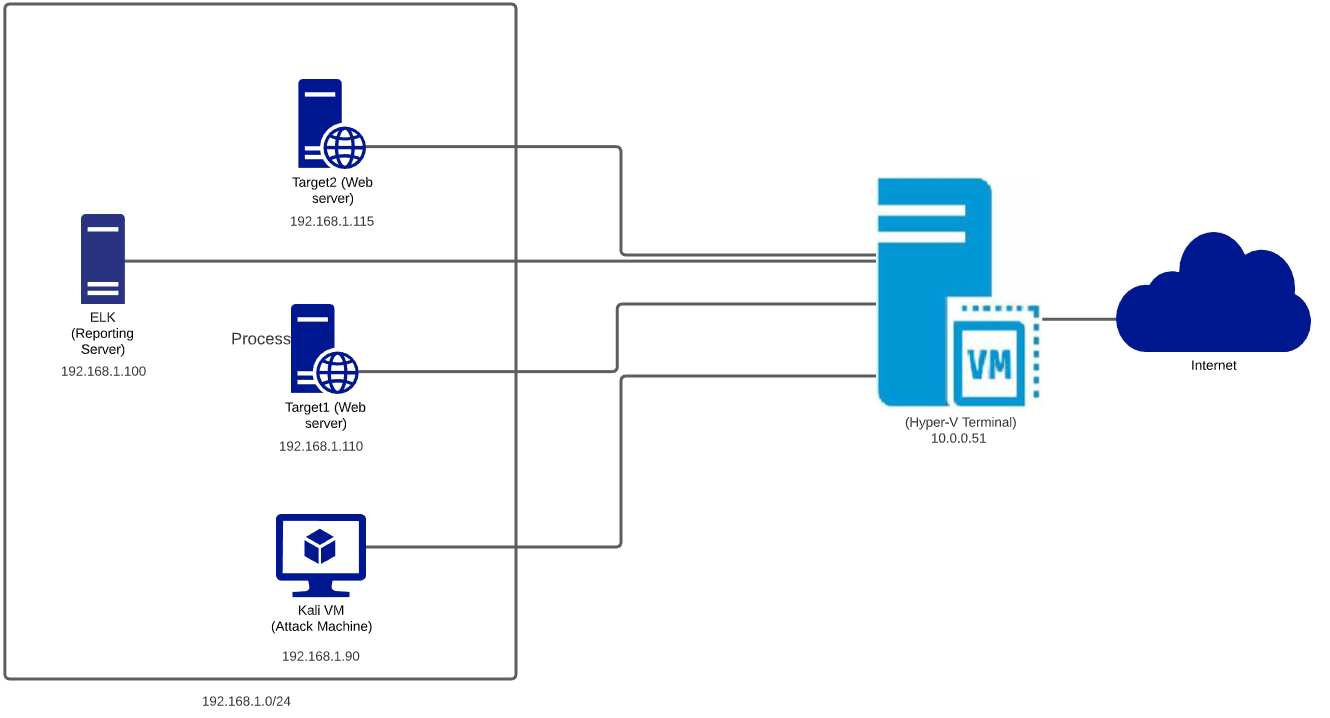 Target2 (Web
server)
192.168.1.115
ELK
(Reporting
Server)
192.168.1.100
Process
Target1 (Web
server)
192.168.1.110
Kali VM
(Attack Machine)
192.168.1.90
192.168.1.0/24
VM
(Hyper-V Terminal)
10.0.0.51
Internet